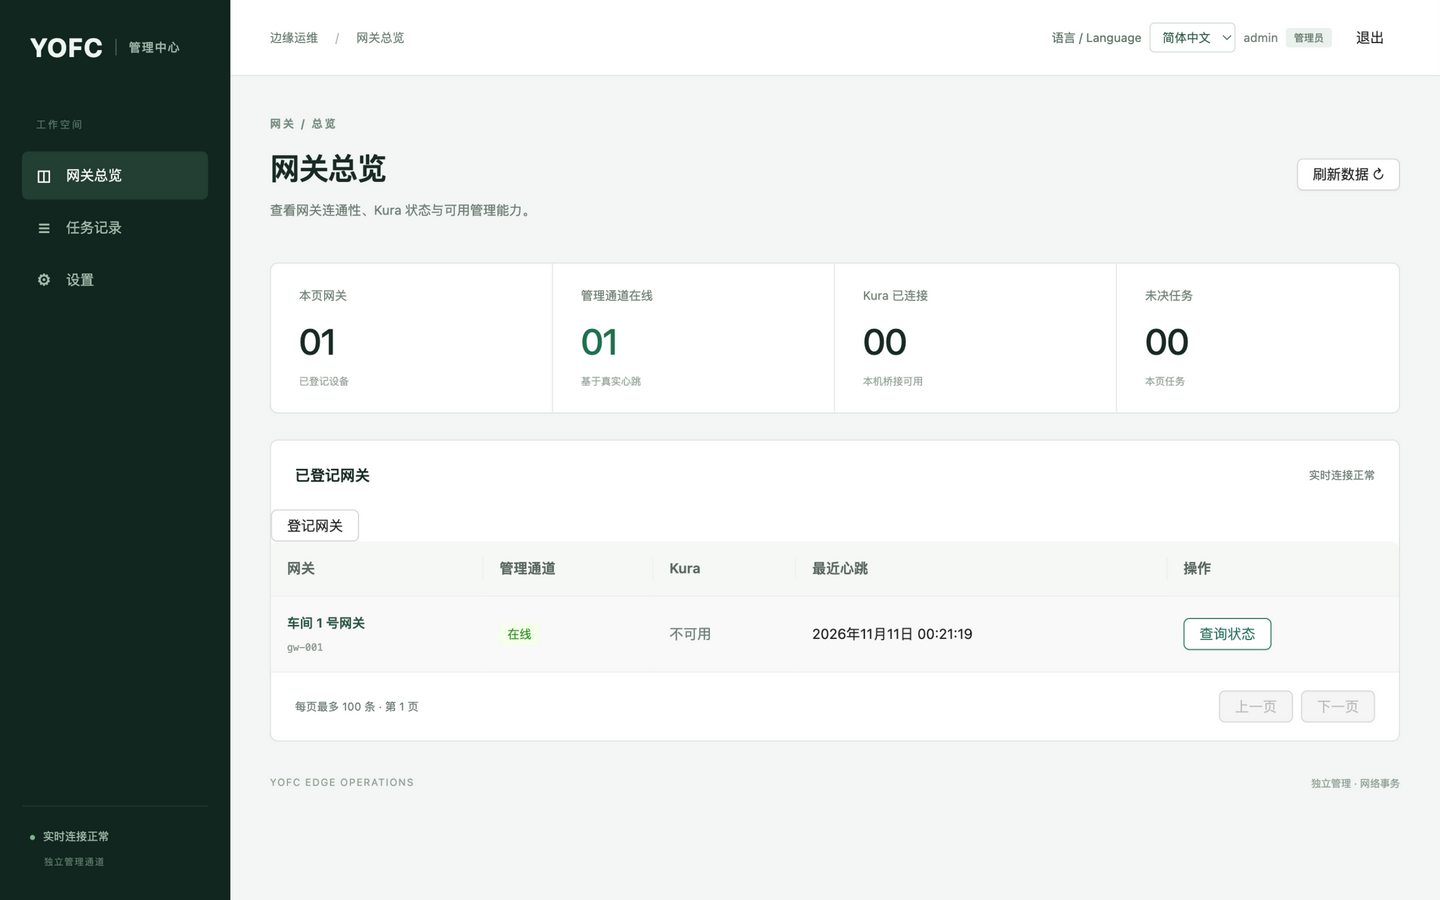 YOFC 管理中心
工作空间
网关总览
任务记录
设置
实时连接正常
独立管理通道
边缘运维 / 网关总览
语言 / Language 简体中文 admin 管理员 退出
网关 / 总览
网关总览
查看网关连通性、Kura 状态与可用管理能力。
刷新数据
本页网关
01
已登记设备
管理通道在线
01
基于真实心跳
Kura 已连接
00
本机桥接可用
未决任务
00
本页任务
已登记网关
实时连接正常
登记网关
网关 管理通道 Kura 最近心跳 操作
车间 1 号网关
gw-001
在线 不可用 2026年11月11日 00:21:19 查询状态
每页最多 100 条 · 第 1 页
上一页 下一页
YOFC EDGE OPERATIONS
独立管理 · 网络事务